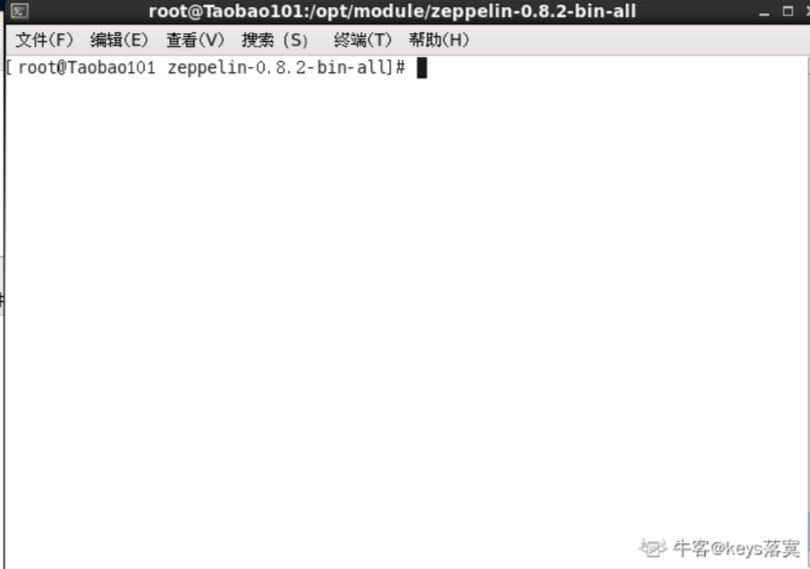 root@Taobao101:/opt/module/zeppelin-0.8.2-bin-all
文件(F) 编辑(E) 查看(V) 搜索 (S) 终端(T) 帮助(H)
[root@Taobao101 zeppelin-0.8.2-bin-all]#
牛客@keys落寞